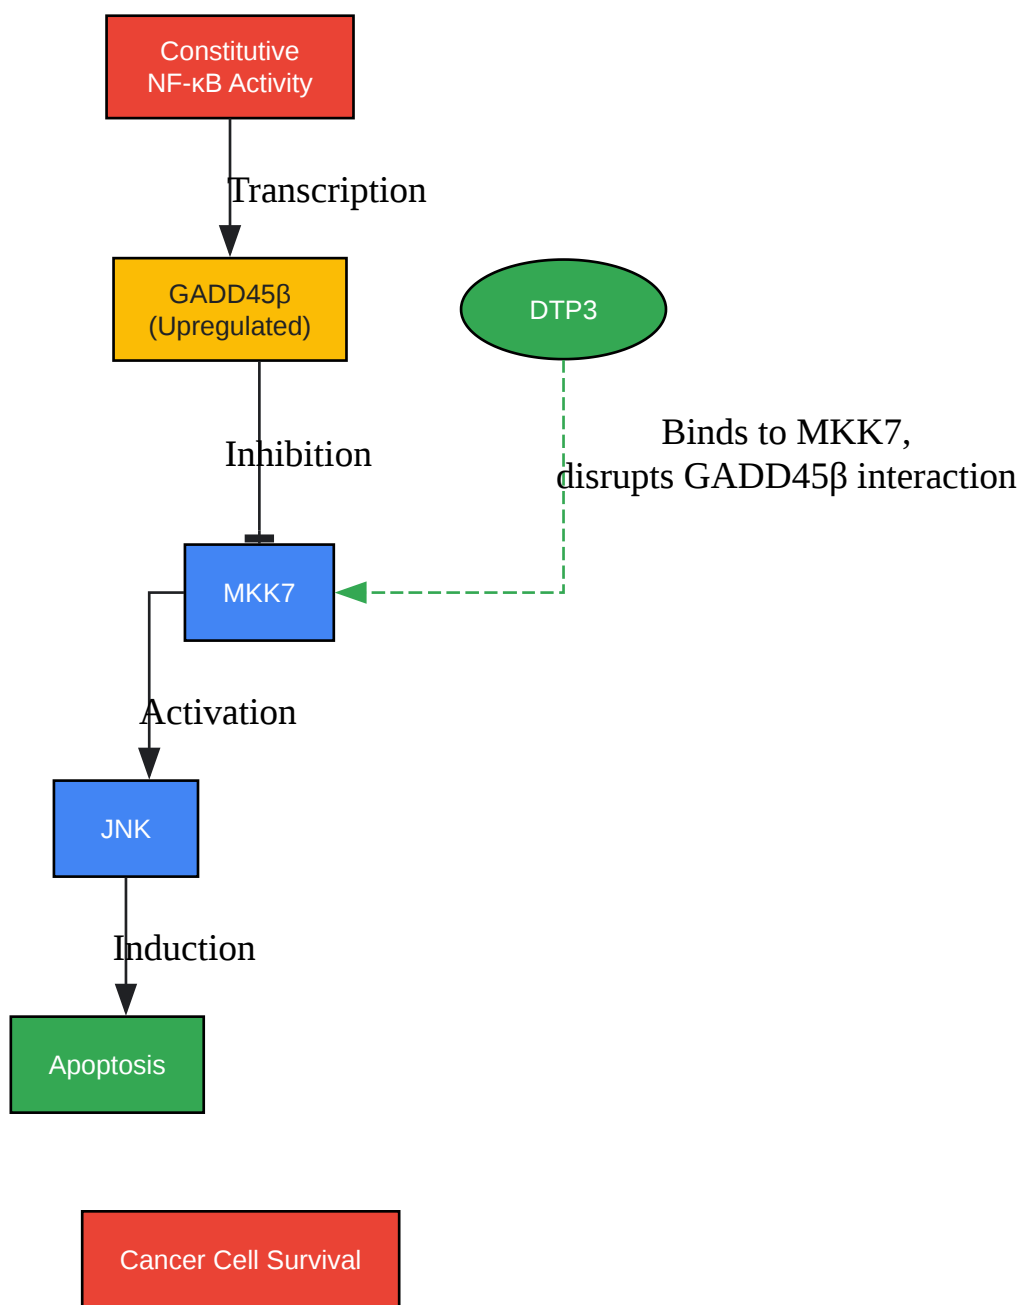 Constitutive
NF-κB Activity
Transcription
GADD45β
(Upregulated)
DTP3
Binds to MKK7,
disrupts GADD45β interaction
Inhibition
MKK7
Activation
JNK
Induction
Apoptosis
Cancer Cell Survival